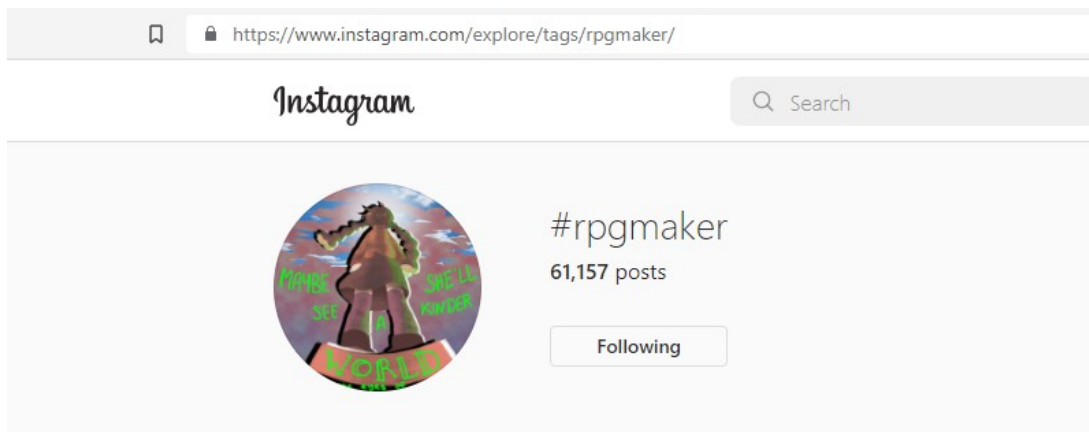 https://www.instagram.com/explore/tags/rpgmaker/
Instagram
Search
#rpgmaker
61,157 posts
Following
MAYBE SHE'LL
SEE A KINDER
WORLD